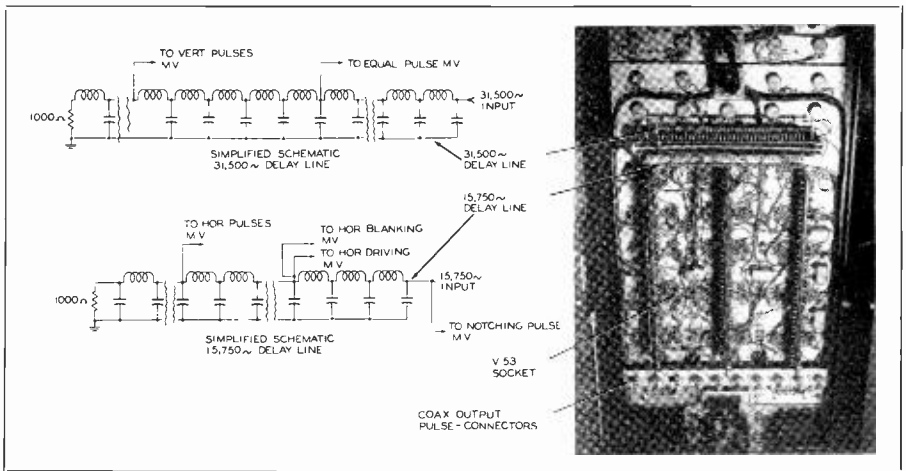 TO VERT PULSES
MV
TO EQUAL PULSE MV
31,500~
INPUT
1000Ω
SIMPLIFIED SCHEMATIC
31,500~ DELAY LINE
31,500~
DELAY LINE
15,750~
DELAY LINE
TO HOR PULSES
MV
TO HOR BLANKING
MV
TO HOR DRIVING
MV
15,750~
INPUT
1000Ω
TO NOTCHING PULSE
MV
SIMPLIFIED SCHEMATIC
15,750~ DELAY LINE
V 53
SOCKET
COAX OUTPUT
PULSE-CONNECTORS